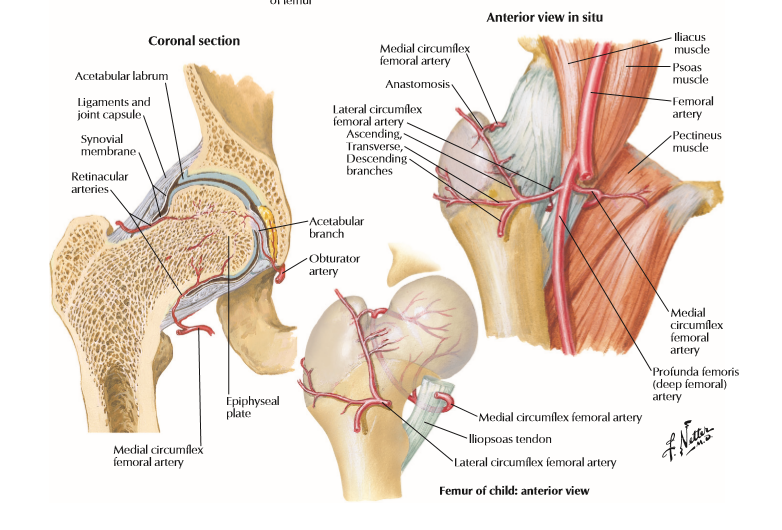 of femur
Coronal section
Acetabular labrum
Ligaments and
joint capsule
Synovial
membrane
Retinacular
arteries
Acetabular
branch
Obturator
artery
Epiphyseal
plate
Medial circumflex
femoral artery
Anterior view in situ
Medial circumflex
femoral artery
Anastomosis
Lateral circumflex
femoral artery
Ascending,
Transverse,
Descending
branches
Iliacus
muscle
Psoas
muscle
Femoral
artery
Pectineus
muscle
Medial
circumflex
femoral
artery
Profunda femoris
(deep femoral)
artery
Medial circumflex femoral artery
Iliopsoas tendon
Lateral circumflex femoral artery
Femur of child: anterior view
F. Netter
M.D.